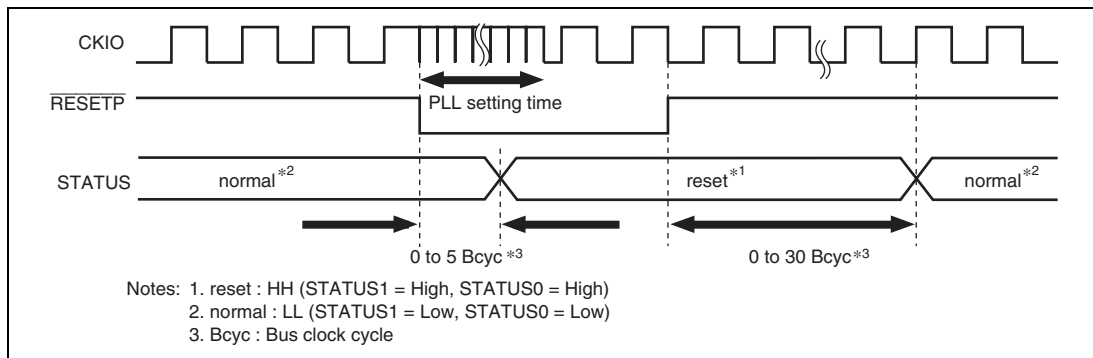 CKIO
PLL setting time
RESETP
STATUS
normal*2
reset*1
normal*2
0 to 5 Bcyc*3
0 to 30 Bcyc*3
Notes: 1. reset : HH (STATUS1 = High, STATUS0 = High)
2. normal : LL (STATUS1 = Low, STATUS0 = Low)
3. Bcyc : Bus clock cycle